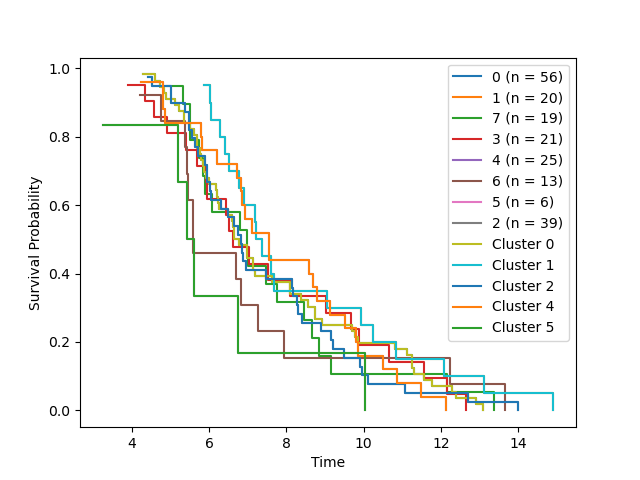 1.0
0.8
0.6
0.4
0.2
0.0
Survival Probability
4
6
8
10
12
14
Time
0 (n = 56)
1 (n = 20)
7 (n = 19)
3 (n = 21)
4 (n = 25)
6 (n = 13)
5 (n = 6)
2 (n = 39)
Cluster 0
Cluster 1
Cluster 2
Cluster 4
Cluster 5